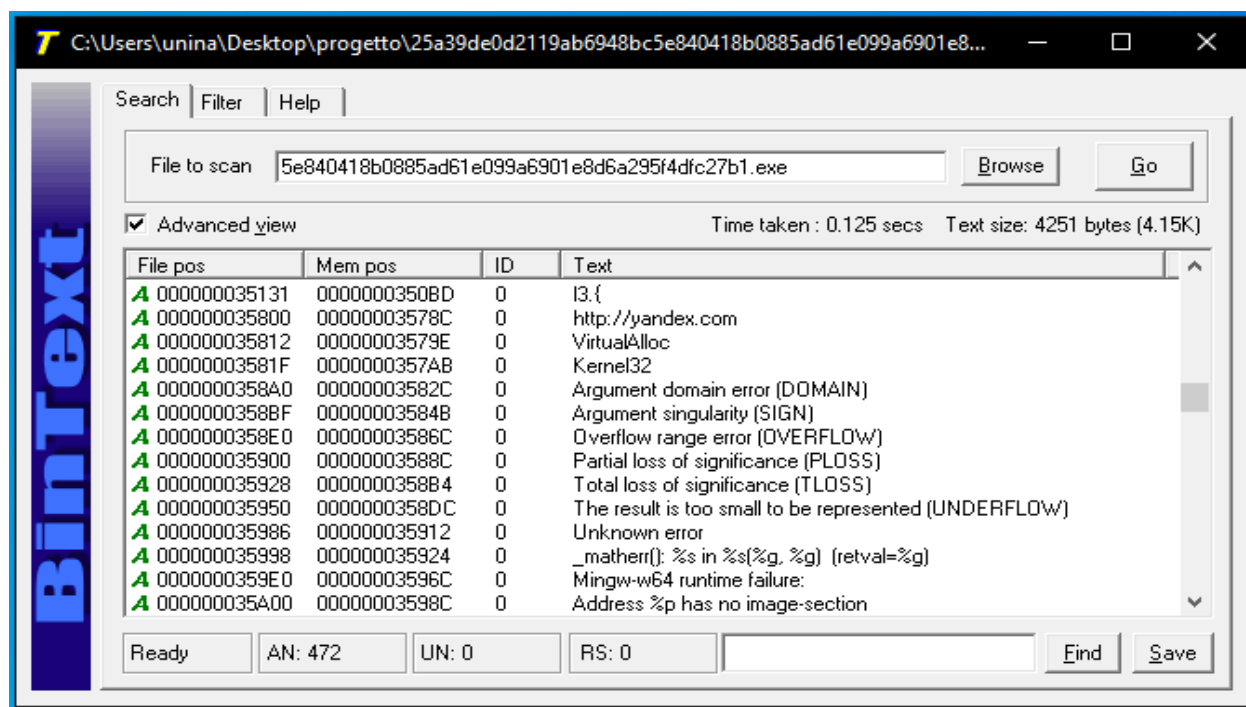 C:\Users\unina\Desktop\progetto\25a39de0d2119ab6948bc5e840418b0885ad61e099a6901e8...
BinText
Search Filter Help
File to scan 5e840418b0885ad61e099a6901e8d6a295f4dfc27b1.exe Browse Go
Advanced view Time taken : 0.125 secs Text size: 4251 bytes (4.15K)
File pos Mem pos ID Text
A 000000035131 0000000350BD 0 I3.{
A 000000035800 00000003578C 0 http://yandex.com
A 000000035812 00000003579E 0 VirtualAlloc
A 00000003581F 0000000357AB 0 Kernel32
A 0000000358A0 00000003582C 0 Argument domain error (DOMAIN)
A 0000000358BF 00000003584B 0 Argument singularity (SIGN)
A 0000000358E0 00000003586C 0 Overflow range error (OVERFLOW)
A 000000035900 00000003588C 0 Partial loss of significance (PLOSS)
A 000000035928 0000000358B4 0 Total loss of significance (TLOSS)
A 000000035950 0000000358DC 0 The result is too small to be represented (UNDERFLOW)
A 000000035986 000000035912 0 Unknown error
A 000000035998 000000035924 0 _matherr(): %s in %s(%g, %g) (retval=%g)
A 0000000359E0 00000003596C 0 Mingw-w64 runtime failure:
A 000000035A00 00000003598C 0 Address %p has no image-section
Ready AN: 472 UN: 0 RS: 0 Find Save